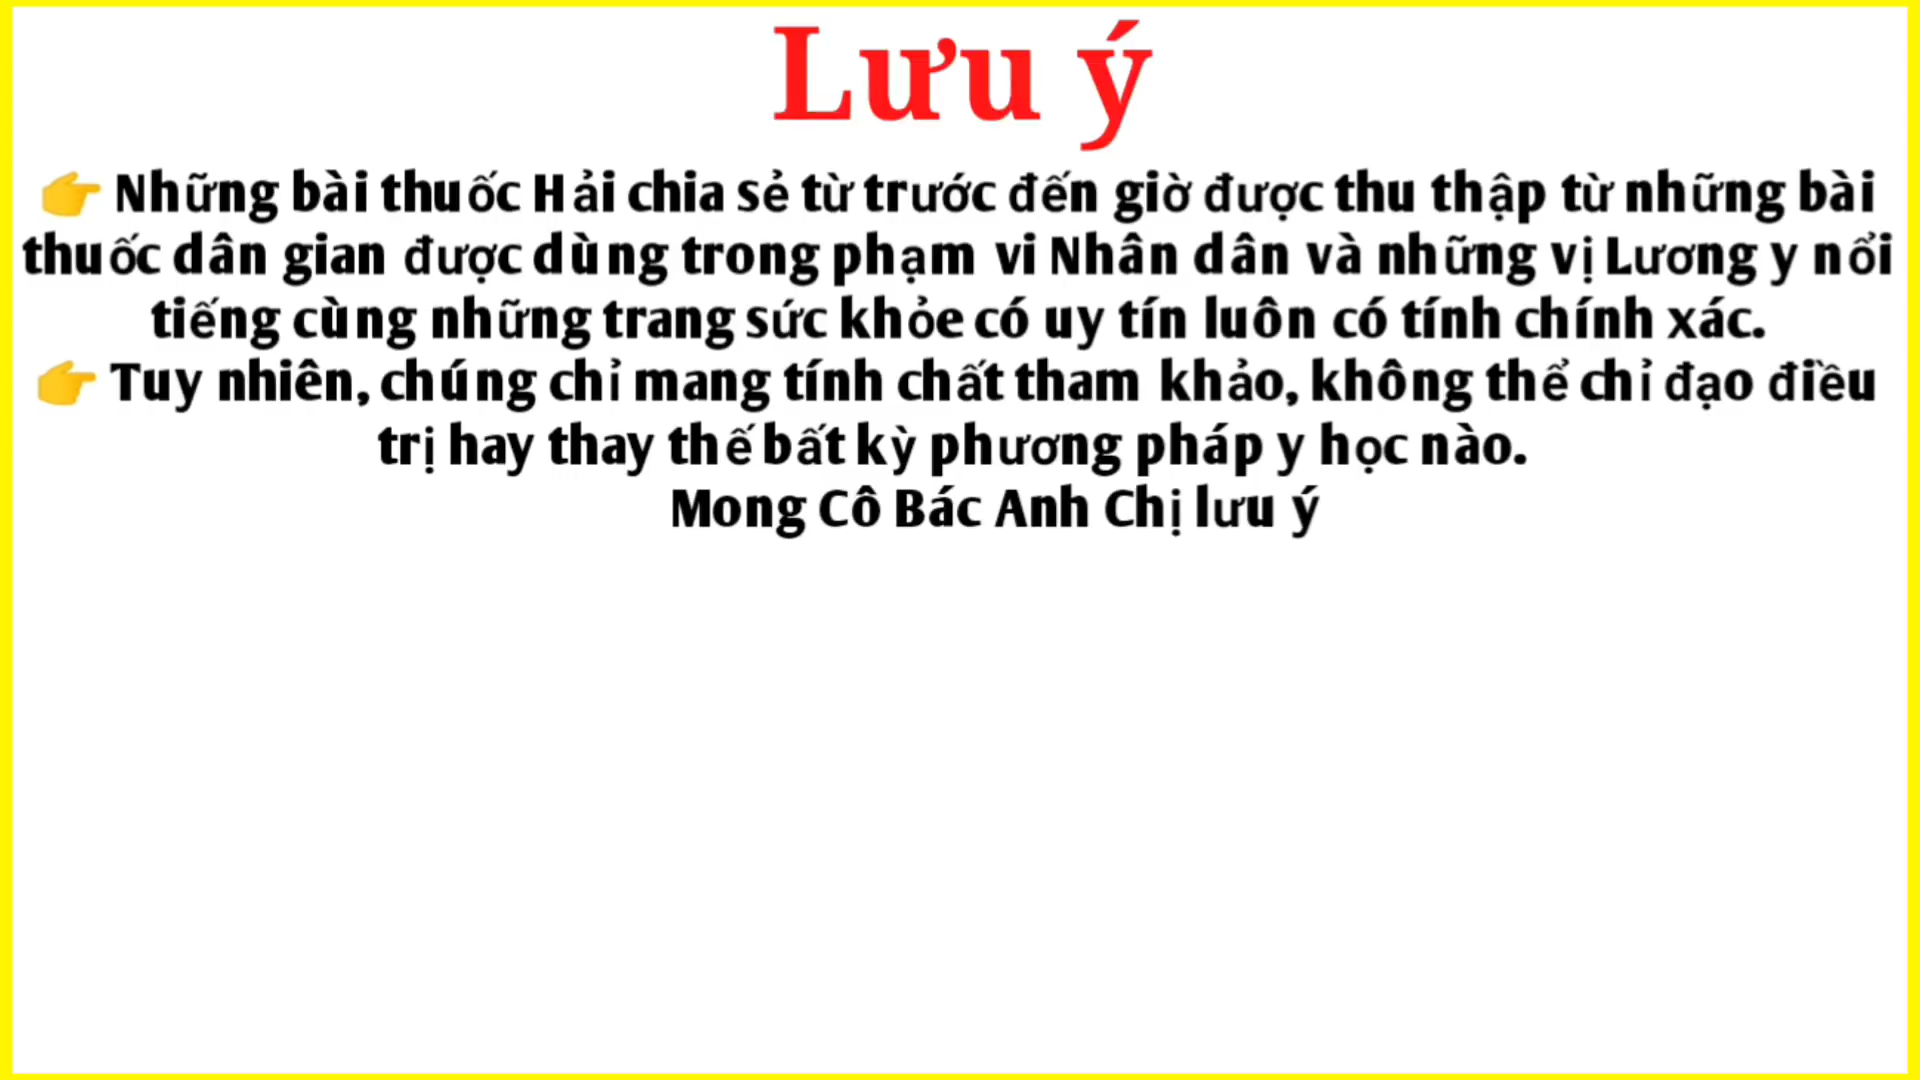 Lưu ý
👉 Những bài thuốc Hải chia sẻ từ trước đến giờ được thu thập từ những bài
thuốc dân gian được dùng trong phạm vi Nhân dân và những vị Lương y nổi
tiếng cùng những trang sức khỏe có uy tín luôn có tính chính xác.
👉 Tuy nhiên, chúng chỉ mang tính chất tham khảo, không thể chỉ đạo điều
trị hay thay thế bất kỳ phương pháp y học nào.
Mong Cô Bác Anh Chị lưu ý